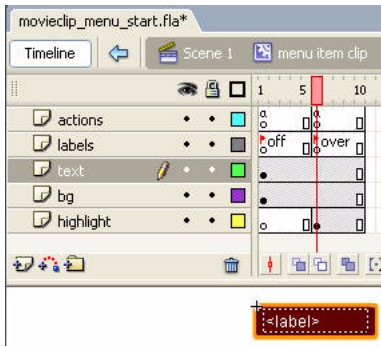 movieclip_menu_start.fla*
Timeline Scene 1 menu item clip
1 5 10
actions a a
labels off over
text
bg
highlight
<label>